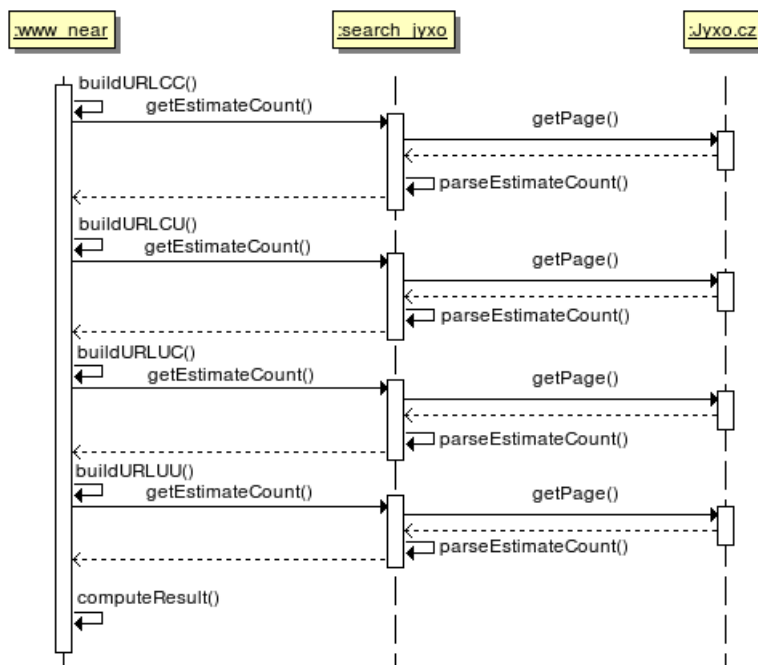 :www_near
:search_jyxo
:Jyxo.cz
buildURLCC()
getEstimateCount()
getPage()
parseEstimateCount()
buildURLCU()
getEstimateCount()
getPage()
parseEstimateCount()
buildURLUC()
getEstimateCount()
getPage()
parseEstimateCount()
buildURLUU()
getEstimateCount()
getPage()
parseEstimateCount()
computeResult()